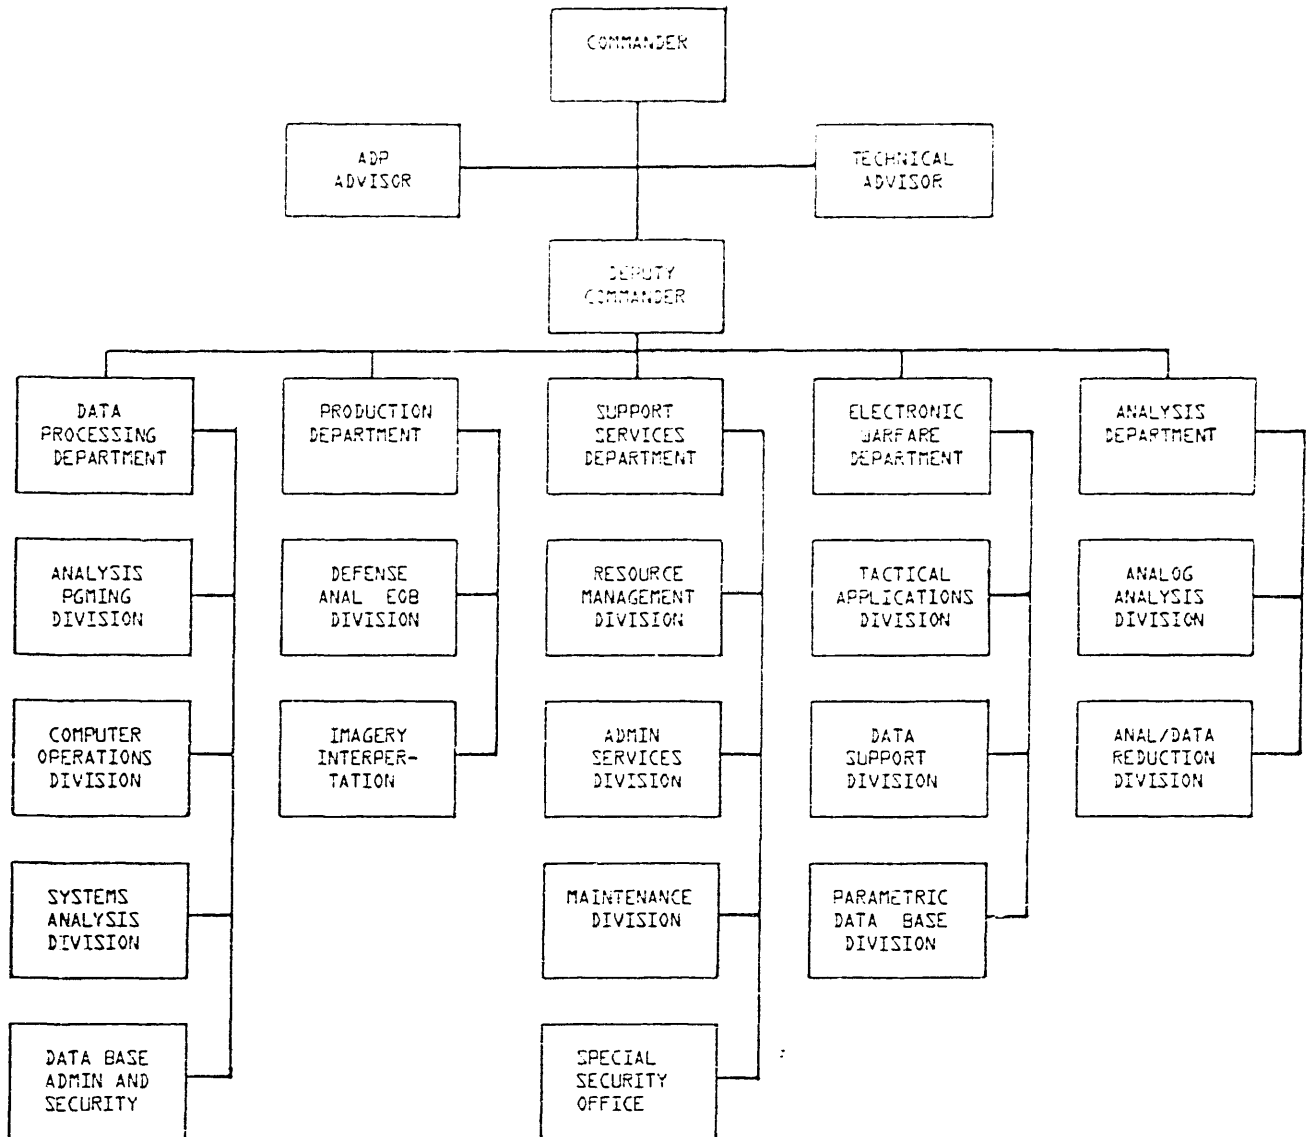 COMMANDER
ADP
ADVISOR
TECHNICAL
ADVISOR
DEPUTY
COMMANDER
DATA
PROCESSING
DEPARTMENT
PRODUCTION
DEPARTMENT
SUPPORT
SERVICES
DEPARTMENT
ELECTRONIC
WARFARE
DEPARTMENT
ANALYSIS
DEPARTMENT
ANALYSIS
PGMING
DIVISION
DEFENSE
ANAL EOB
DIVISION
RESOURCE
MANAGEMENT
DIVISION
TACTICAL
APPLICATIONS
DIVISION
ANALOG
ANALYSIS
DIVISION
COMPUTER
OPERATIONS
DIVISION
IMAGERY
INTERPER-
TATION
ADMIN
SERVICES
DIVISION
DATA
SUPPORT
DIVISION
ANAL/DATA
REDUCTION
DIVISION
SYSTEMS
ANALYSIS
DIVISION
MAINTENANCE
DIVISION
PARAMETRIC
DATA BASE
DIVISION
DATA BASE
ADMIN AND
SECURITY
SPECIAL
SECURITY
OFFICE